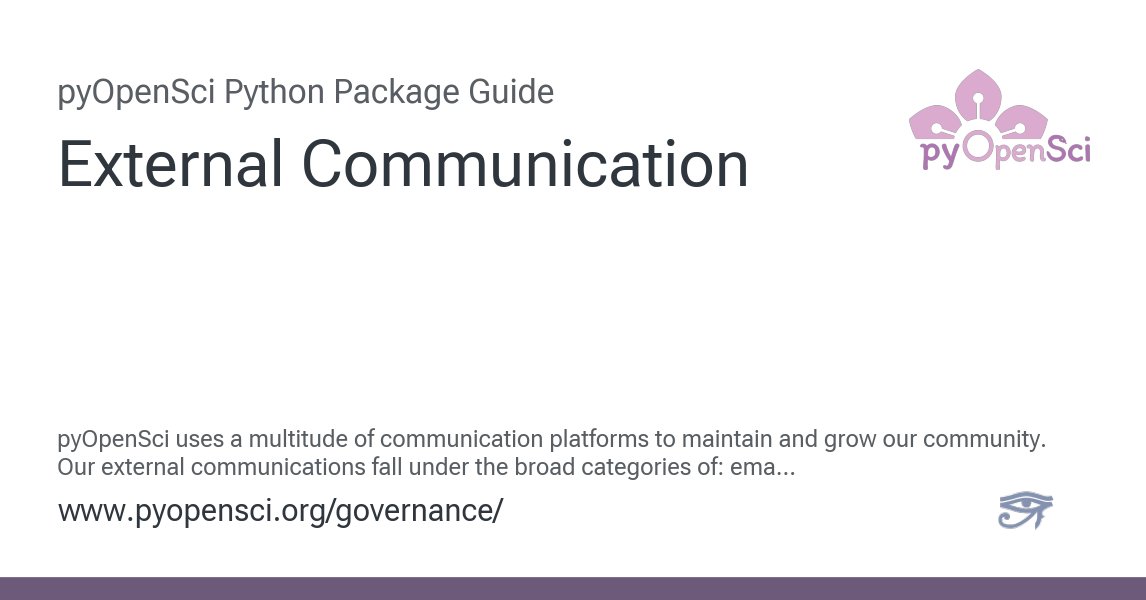 pyOpenSci Python Package Guide
External Communication
pyOpenSci
pyOpenSci uses a multitude of communication platforms to maintain and grow our community.
Our external communications fall under the broad categories of: ema...
www.pyopensci.org/governance/